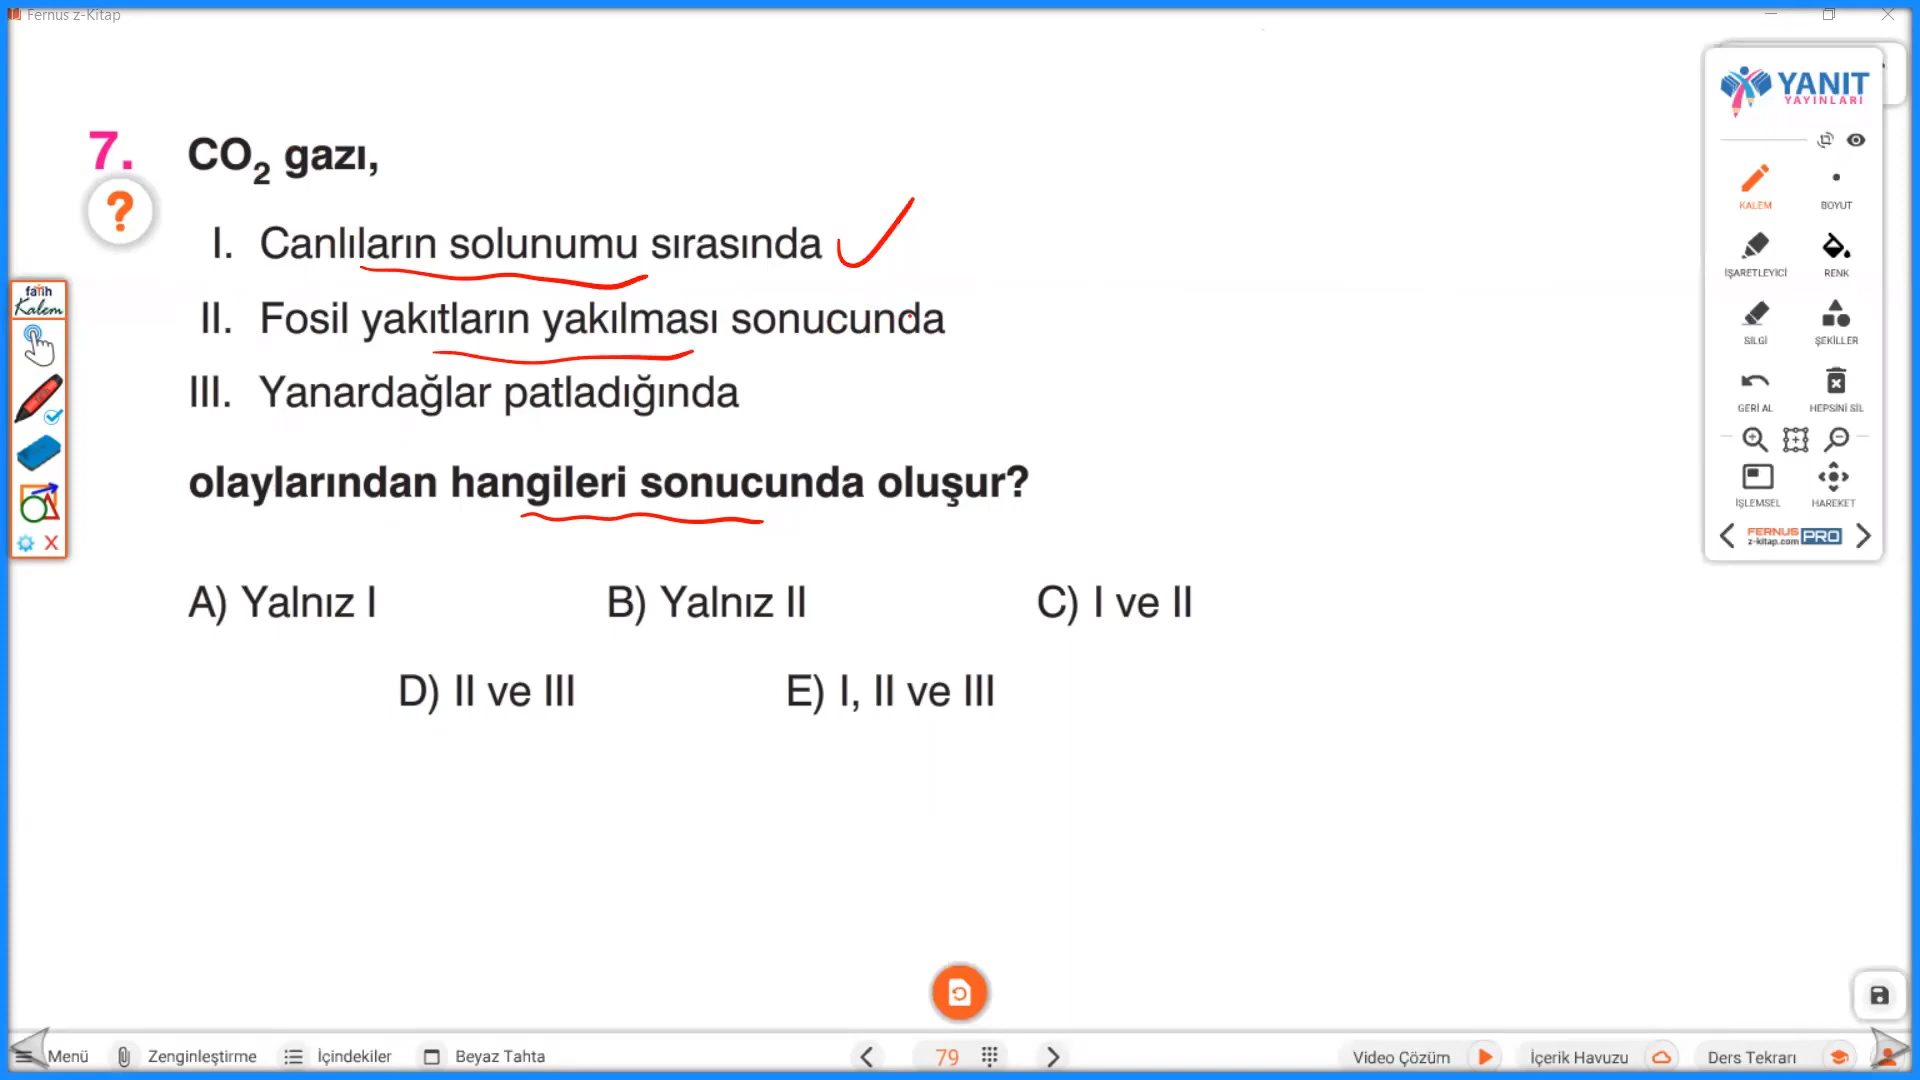 Fernus z-Kitap
YANIT
YAYINLARI
7. CO2 gazı,
?
I. Canlıların solunumu sırasında
II. Fosil yakıtların yakılması sonucunda
III. Yanardağlar patladığında
olaylarından hangileri sonucunda oluşur?
A) Yalnız I B) Yalnız II C) I ve II
D) II ve III E) I, II ve III
fatih
Kalem
KALEM BOYUT
İŞARETLEYİCİ RENK
SİLGİ ŞEKİLLER
GERİ AL HEPSİNİ SİL
İŞLEMSEL HAREKET
FERNUS
z-kitap.com PRO
Menü Zenginleştirme İçindekiler Beyaz Tahta 79 Video Çözüm İçerik Havuzu Ders Tekrarı